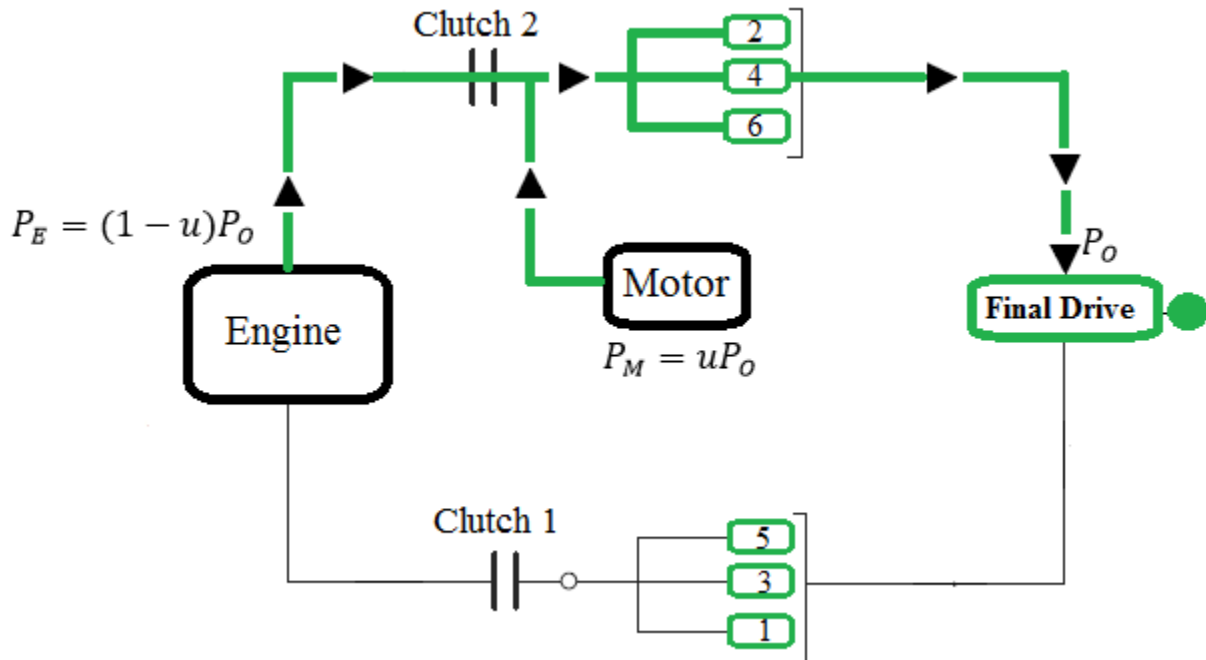 Clutch 2
2
4
6
P_E = (1 − u)P_O
P_O
Engine
Motor
Final Drive
P_M = uP_O
Clutch 1
5
3
1